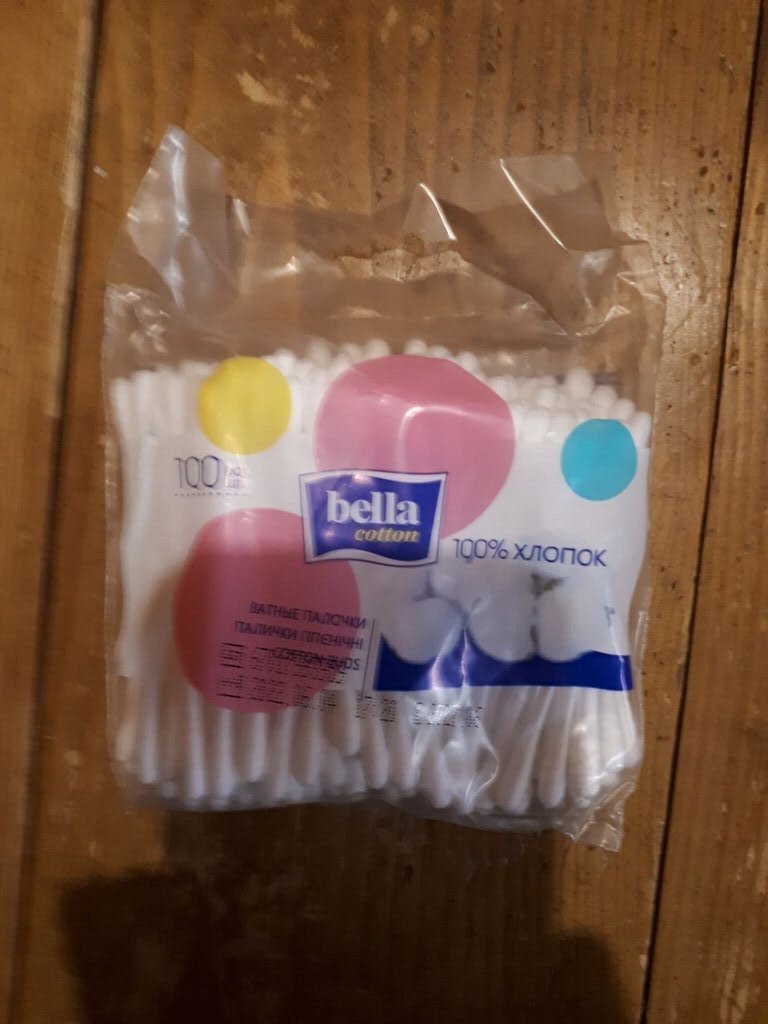 100
bella
cotton
100% ХЛОПОК
ВАТНЫЕ ПАЛОЧКИ
ПАЛИЧКИ ГІГІЄНІЧНІ
COTTON BUDS